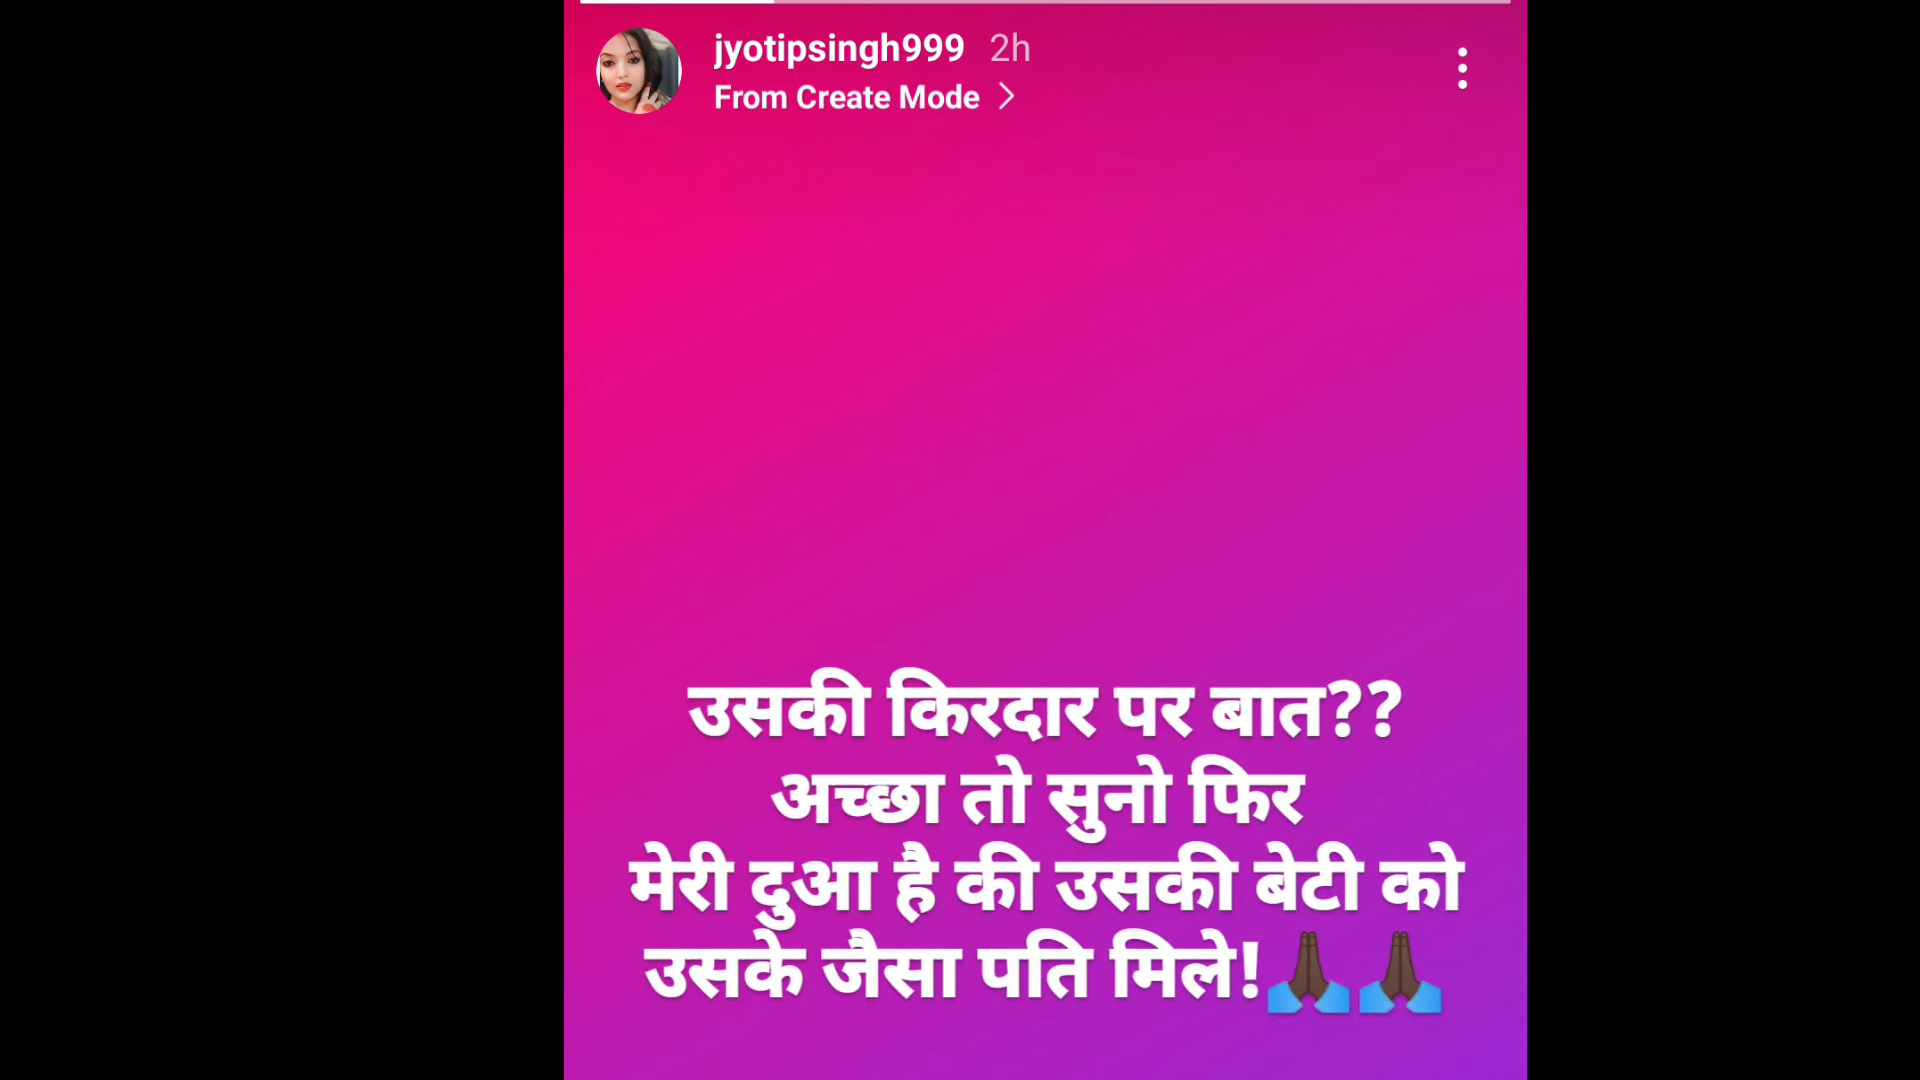 jyotipsingh999 2h
From Create Mode
उसकी किरदार पर बात??
अच्छा तो सुनो फिर
मेरी दुआ है की उसकी बेटी को
उसके जैसा पति मिले!🙏🏿🙏🏿